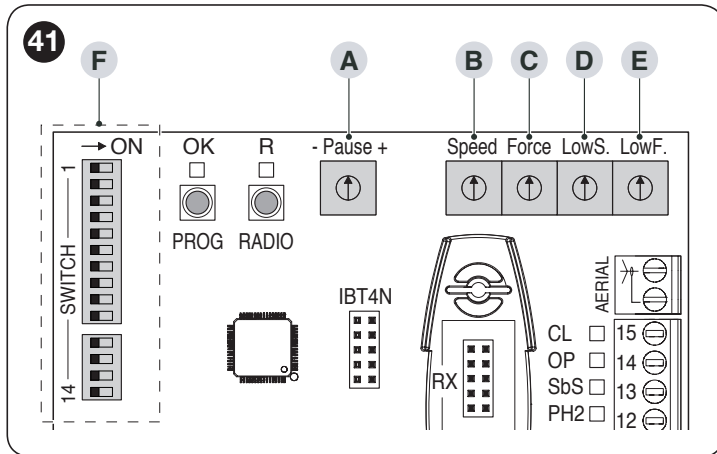 41
F A B C D E
→ ON OK R - Pause + Speed Force LowS. LowF.
1
SWITCH
14
PROG RADIO
IBT4N
RX
AERIAL
CL 15
OP 14
SbS 13
PH2 12